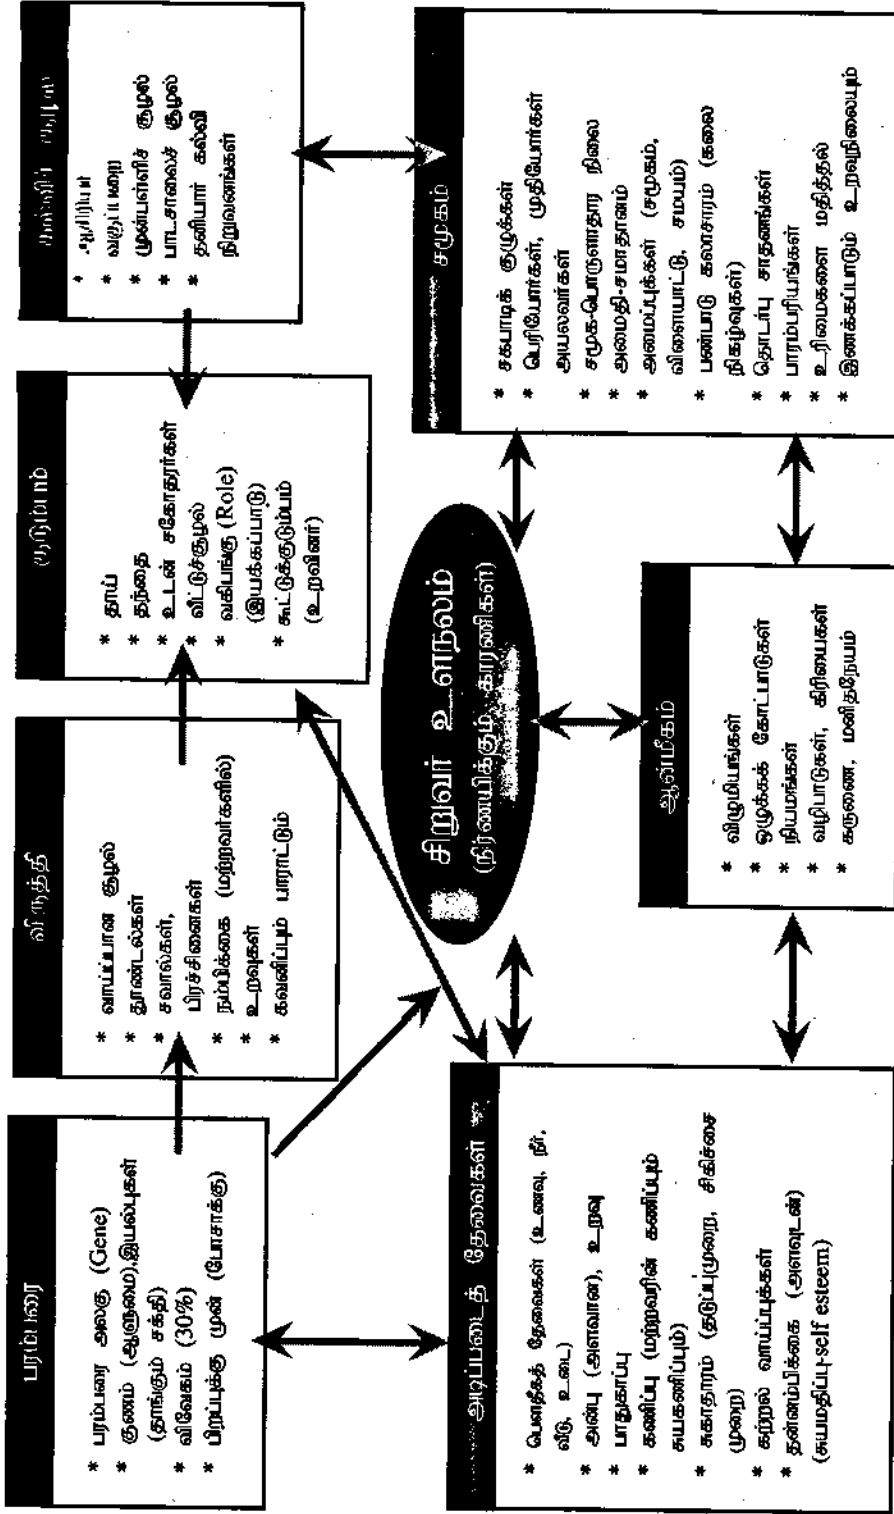 பரம்பரை
* பரம்பரை அலகு (Gene)
* குணம் (ஆளுமை),இயல்புகள்
(தாங்கும் சக்தி)
* விவேகம் (30%)
* பிறப்புக்கு முன் (போசாக்கு)
விருத்தி
* வாய்ப்பான சூழல்
* தூண்டல்கள்
* சவால்கள்,
பிரச்சினைகள்
* நம்பிக்கை (மற்றவர்களில்)
* உறவுகள்
* கவனிப்பும் பாராட்டும்
குடும்பம்
* தாய்
* தந்தை
* உடன் சகோதரர்கள்
* வீட்டுச்சூழல்
* வகிபங்கு (Role)
(இயக்கப்பாடு)
* கூட்டுக்குடும்பம்
(உறவினர்)
*
* வகுப்பறை
* முன்பள்ளிச் சூழல்
* பாடசாலைச் சூழல்
* தனியார் கல்வி
நிறுவனங்கள்
சிறுவர் உளநலம்
(நிர்ணயிக்கும் காரணிகள்)
அடிப்படைத் தேவைகள்
* பௌதீகத் தேவைகள் (உணவு, நீர்,
வீடு, உடை)
* அன்பு (அளவான), உறவு
* பாதுகாப்பு
* கணிப்பு (மற்றவரின் கணிப்பும்
சுயகணிப்பும்)
* சுகாதாரம் (தடுப்புமுறை, சிகிச்சை
முறை)
* கற்றல் வாய்ப்புக்கள்
* தன்னம்பிக்கை (அளவுடன்)
(சுயமதிப்பு-self esteem)
ஆன்மீகம்
* விழுமியங்கள்
* ஒழுக்கக் கோட்பாடுகள்
* நியமங்கள்
* வழிபாடுகள், கிரியைகள்
* கருணை, மனிதநேயம்
சமூகம்
* சகபாடிக் குழுக்கள்
* பெரியோர்கள், முதியோர்கள்
அயலவர்கள்
* சமூக-பொருளாதார நிலை
* அமைதி-சமாதானம்
* அமைப்புக்கள் (சமூகம்,
விளையாட்டு, சமயம்)
* பண்பாடு கலாசாரம் (கலை
நிகழ்வுகள்)
* தொடர்பு சாதனங்கள்
* பாரம்பரியங்கள்
* உரிமைகளை மதித்தல்
* இணக்கப்பாடும் உறவுநிலையும்